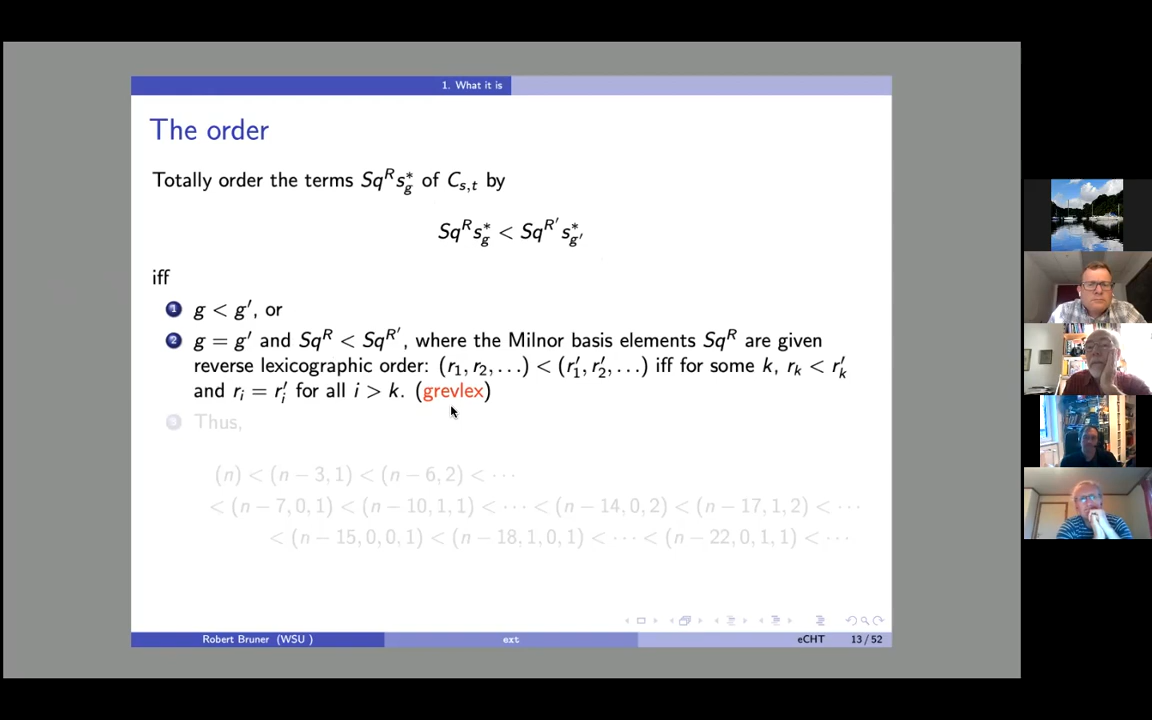 1. What it is
The order
Totally order the terms Sq^R s_g^* of C_{s,t} by
Sq^R s_g^* < Sq^{R'} s_{g'}^*
iff
1 g < g', or
2 g = g' and Sq^R < Sq^{R'}, where the Milnor basis elements Sq^R are given
reverse lexicographic order: (r_1, r_2, ...) < (r'_1, r'_2, ...) iff for some k, r_k < r'_k
and r_i = r'_i for all i > k. (grevlex)
3 Thus,
(n) < (n − 3, 1) < (n − 6, 2) < ⋯
< (n − 7, 0, 1) < (n − 10, 1, 1) < ⋯ < (n − 14, 0, 2) < (n − 17, 1, 2) < ⋯
< (n − 15, 0, 0, 1) < (n − 18, 1, 0, 1) < ⋯ < (n − 22, 0, 1, 1) < ⋯
Robert Bruner (WSU ) ext eCHT 13 / 52